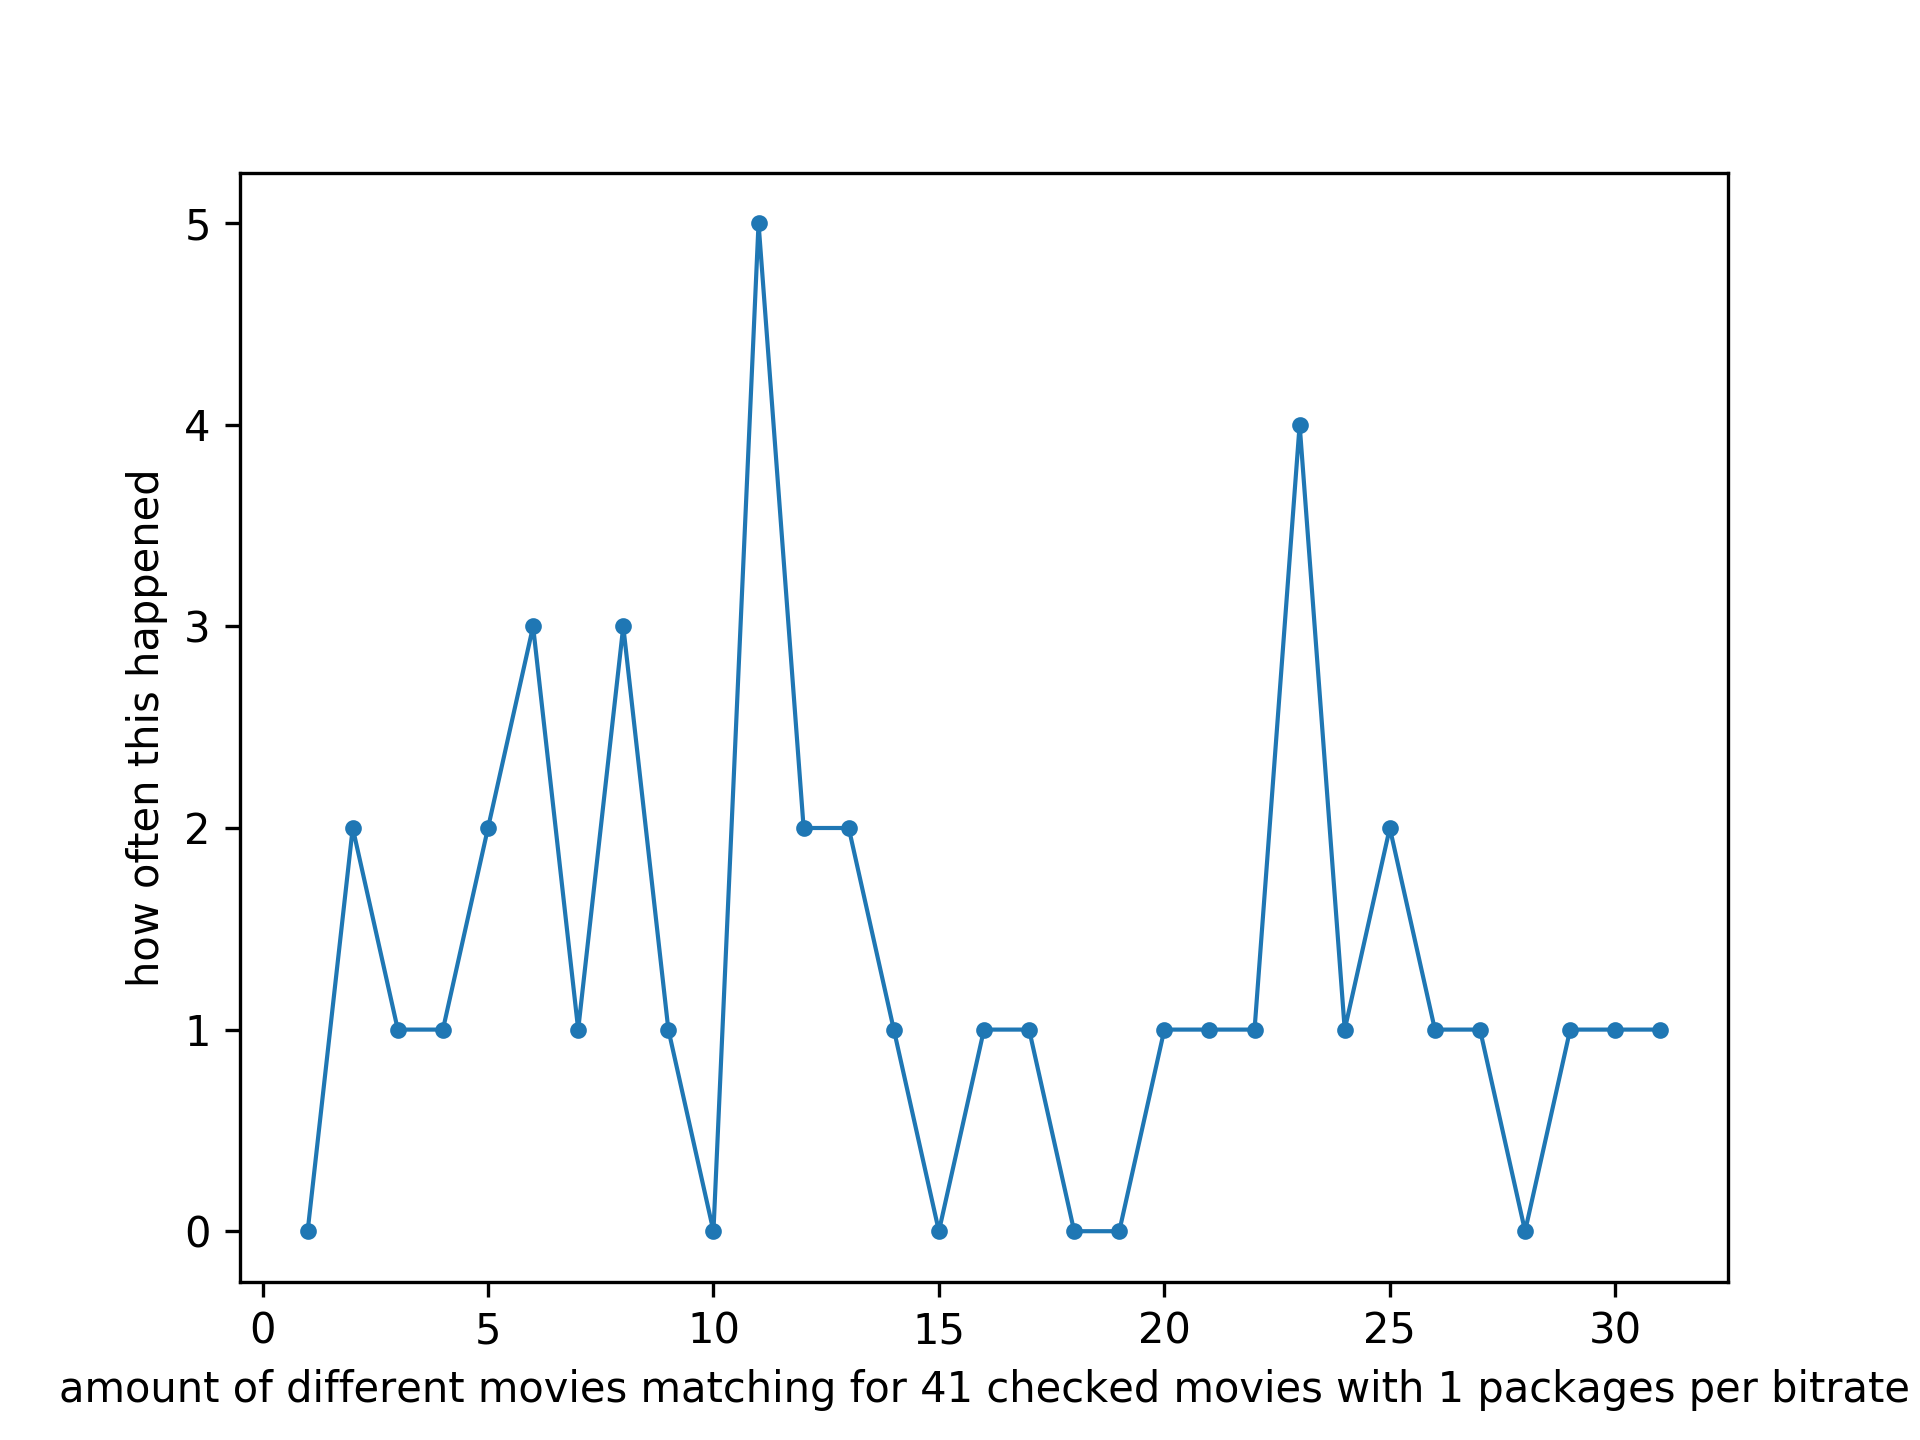 how often this happened
5
4
3
2
1
0
0 5 10 15 20 25 30
amount of different movies matching for 41 checked movies with 1 packages per bitrate